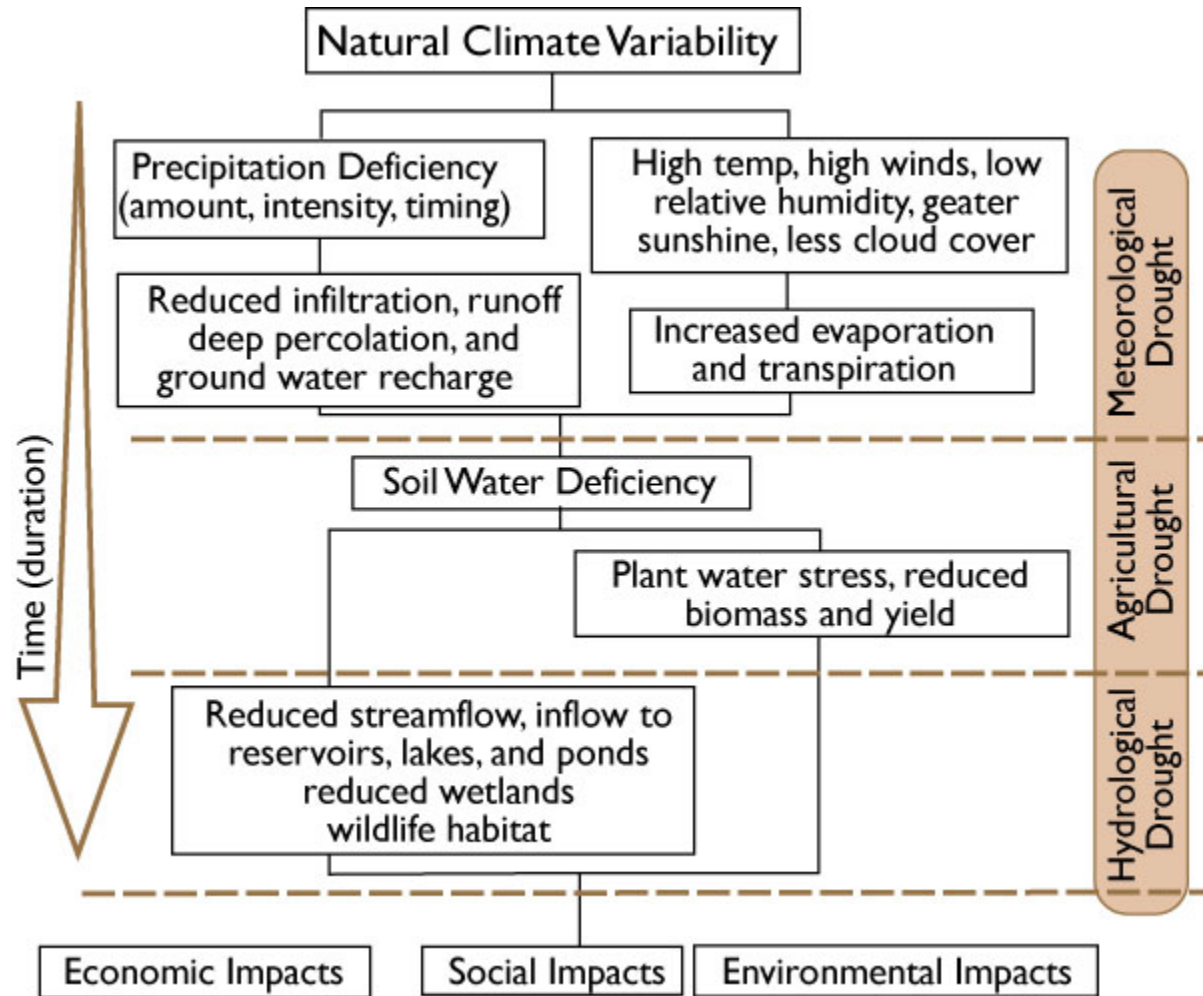 Natural Climate Variability
Precipitation Deficiency
(amount, intensity, timing)
High temp, high winds, low
relative humidity, geater
sunshine, less cloud cover
Reduced infiltration, runoff
deep percolation, and
ground water recharge
Increased evaporation
and transpiration
Meteorological
Drought
Time (duration)
Soil Water Deficiency
Plant water stress, reduced
biomass and yield
Agricultural
Drought
Reduced streamflow, inflow to
reservoirs, lakes, and ponds
reduced wetlands
wildlife habitat
Hydrological
Drought
Economic Impacts
Social Impacts
Environmental Impacts